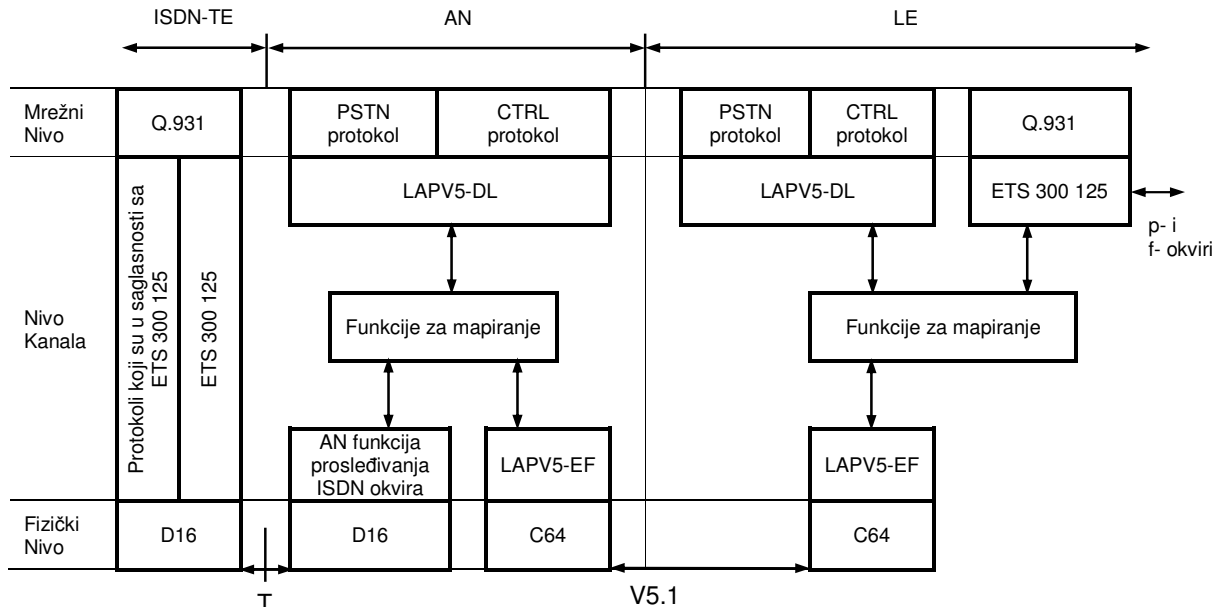 ISDN-TE
AN
LE
Mrežni
Nivo
Q.931
PSTN
protokol
CTRL
protokol
PSTN
protokol
CTRL
protokol
Q.931
Nivo
Kanala
Protokoli koji su u saglasnosti sa
ETS 300 125
ETS 300 125
LAPV5-DL
LAPV5-DL
ETS 300 125
p- i
f- okviri
Funkcije za mapiranje
Funkcije za mapiranje
AN funkcija
prosleđivanja
ISDN okvira
LAPV5-EF
LAPV5-EF
Fizički
Nivo
D16
D16
C64
C64
T
V5.1